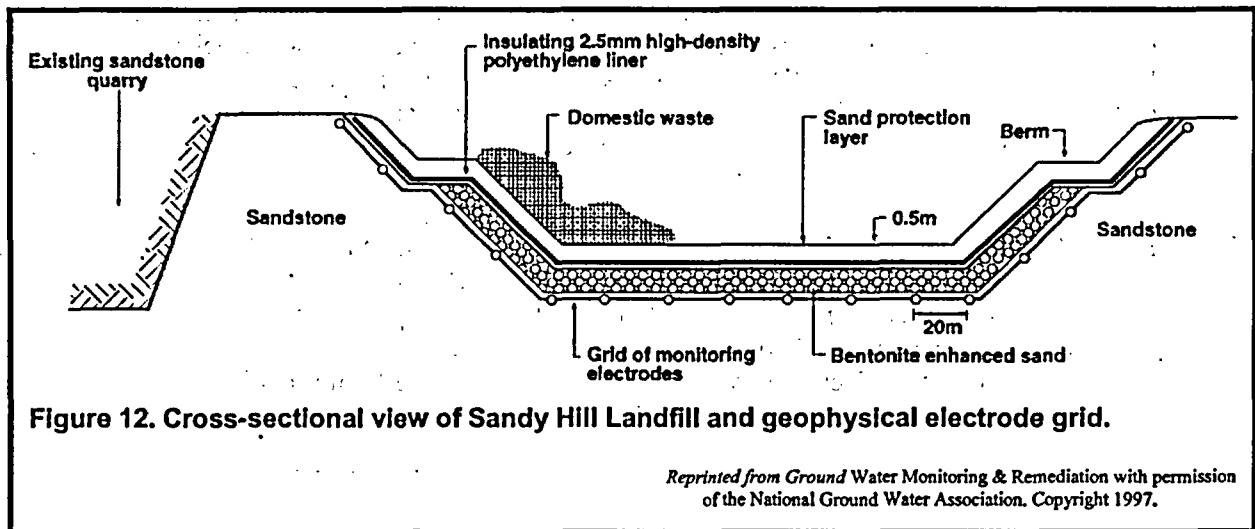 Existing sandstone
quarry
Insulating 2.5mm high-density
polyethylene liner
Domestic waste
Sand protection
layer
Berm
Sandstone
0.5m
Sandstone
20m
Grid of monitoring
electrodes
Bentonite enhanced sand
Figure 12. Cross-sectional view of Sandy Hill Landfill and geophysical electrode grid.
Reprinted from Ground Water Monitoring & Remediation with permission
of the National Ground Water Association. Copyright 1997.